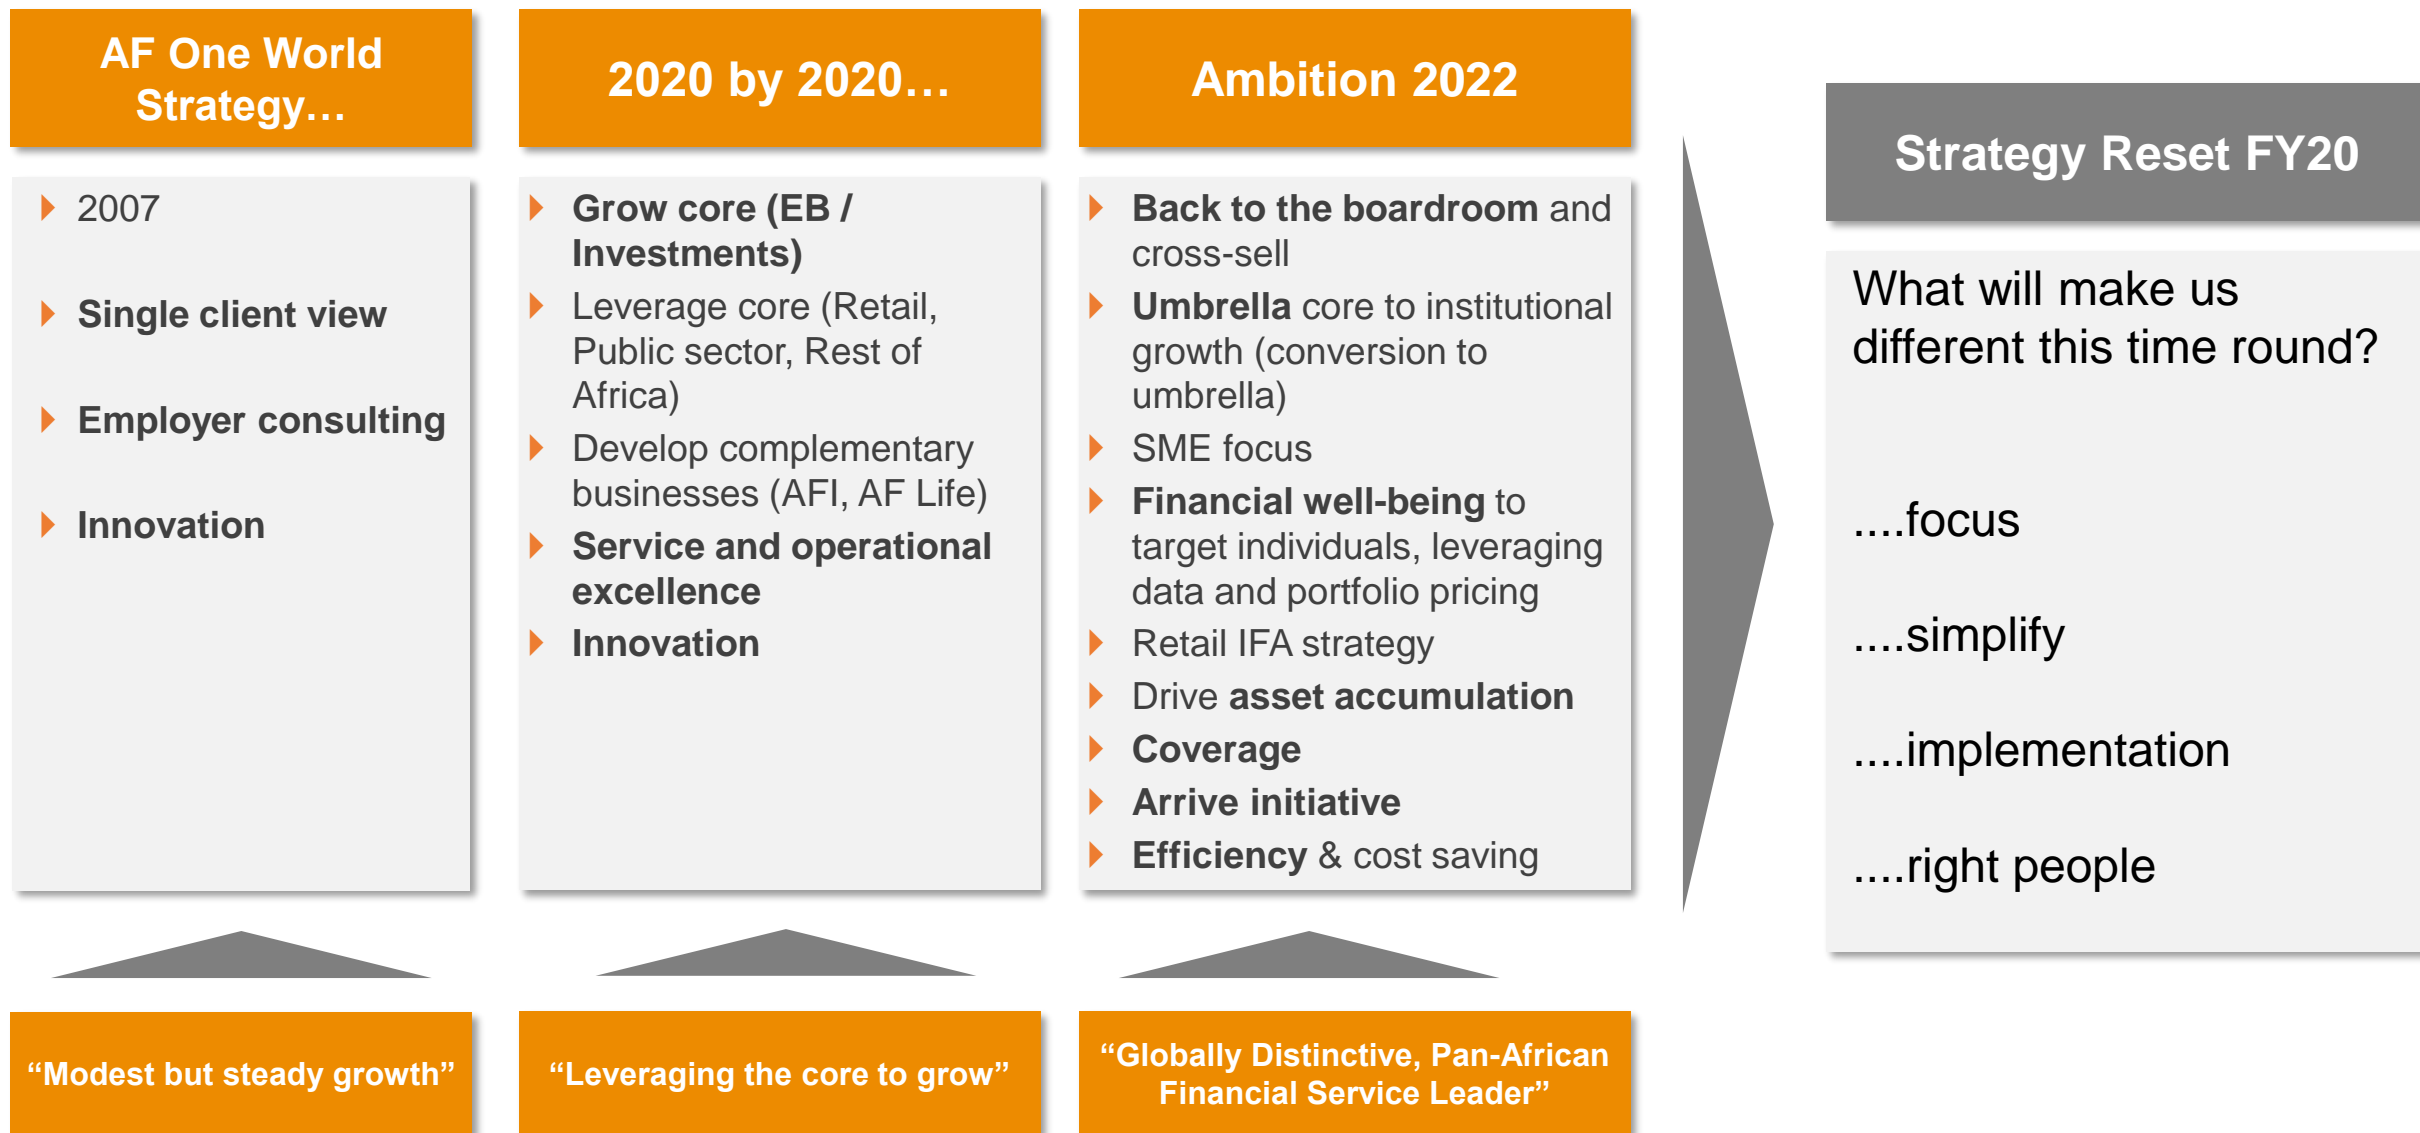 AF One World
Strategy…
2007
Single client view
Employer consulting
Innovation
“Modest but steady growth”
2020 by 2020…
Grow core (EB /
Investments)
Leverage core (Retail,
Public sector, Rest of
Africa)
Develop complementary
businesses (AFI, AF Life)
Service and operational
excellence
Innovation
“Leveraging the core to grow”
Ambition 2022
Back to the boardroom and
cross-sell
Umbrella core to institutional
growth (conversion to
umbrella)
SME focus
Financial well-being to
target individuals, leveraging
data and portfolio pricing
Retail IFA strategy
Drive asset accumulation
Coverage
Arrive initiative
Efficiency & cost saving
“Globally Distinctive, Pan-African
Financial Service Leader”
Strategy Reset FY20
What will make us
different this time round?
....focus
....simplify
....implementation
....right people